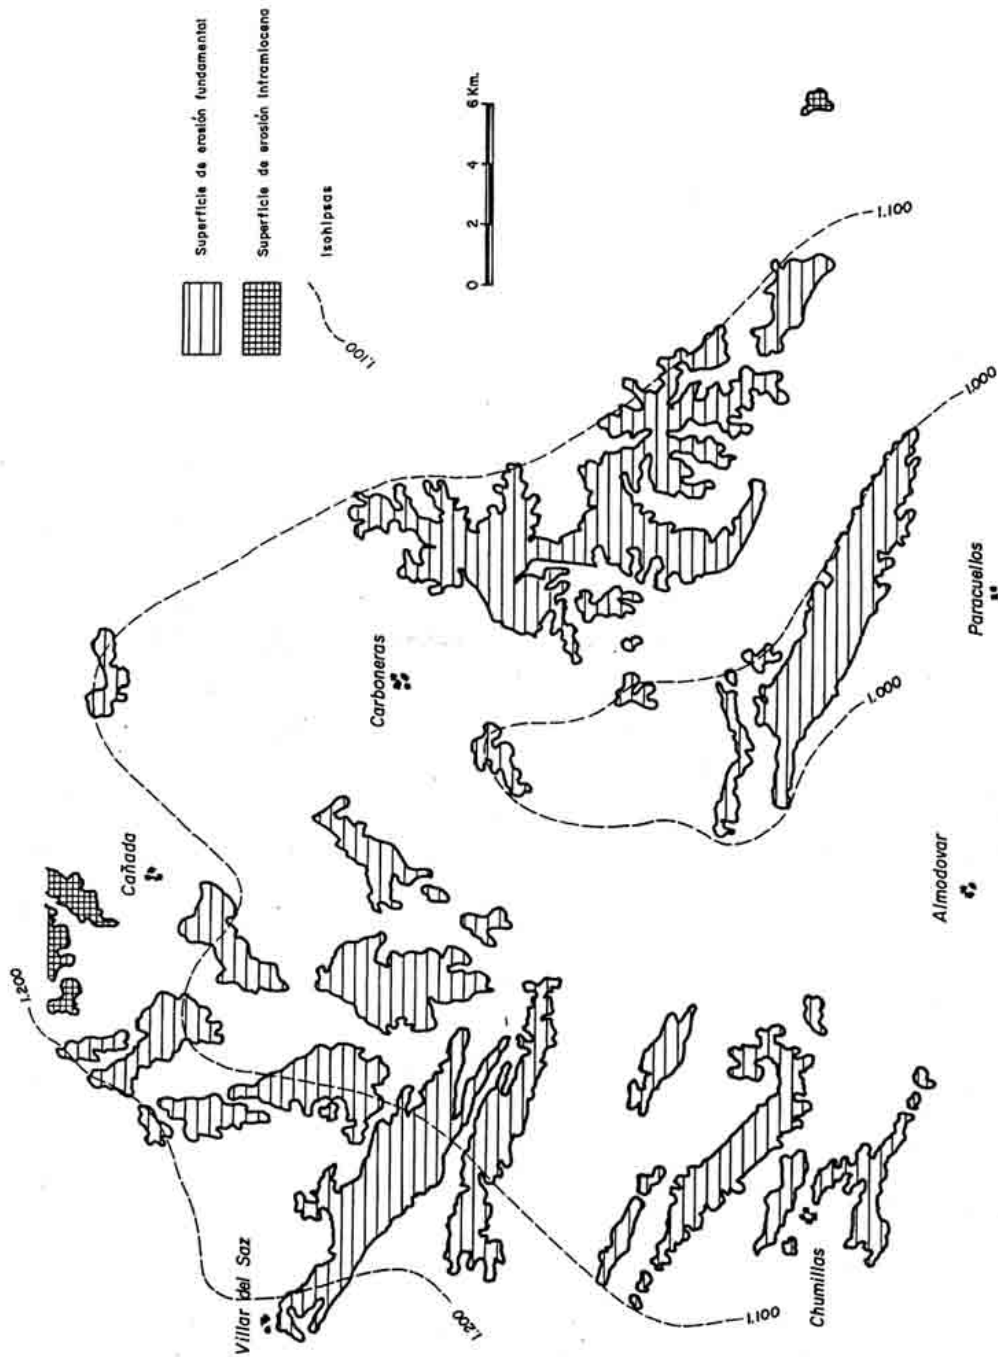 Superficie de erosión fundamental
Superficie de erosión intramiocena
1.100
Isohipsas
0 2 4 6 Km.
1.200
Cañada
Villar del Saz
1.200
Carboneras
1.100
1.100
Chumillas
1.000
1.000
Almodovar
Paracuellos